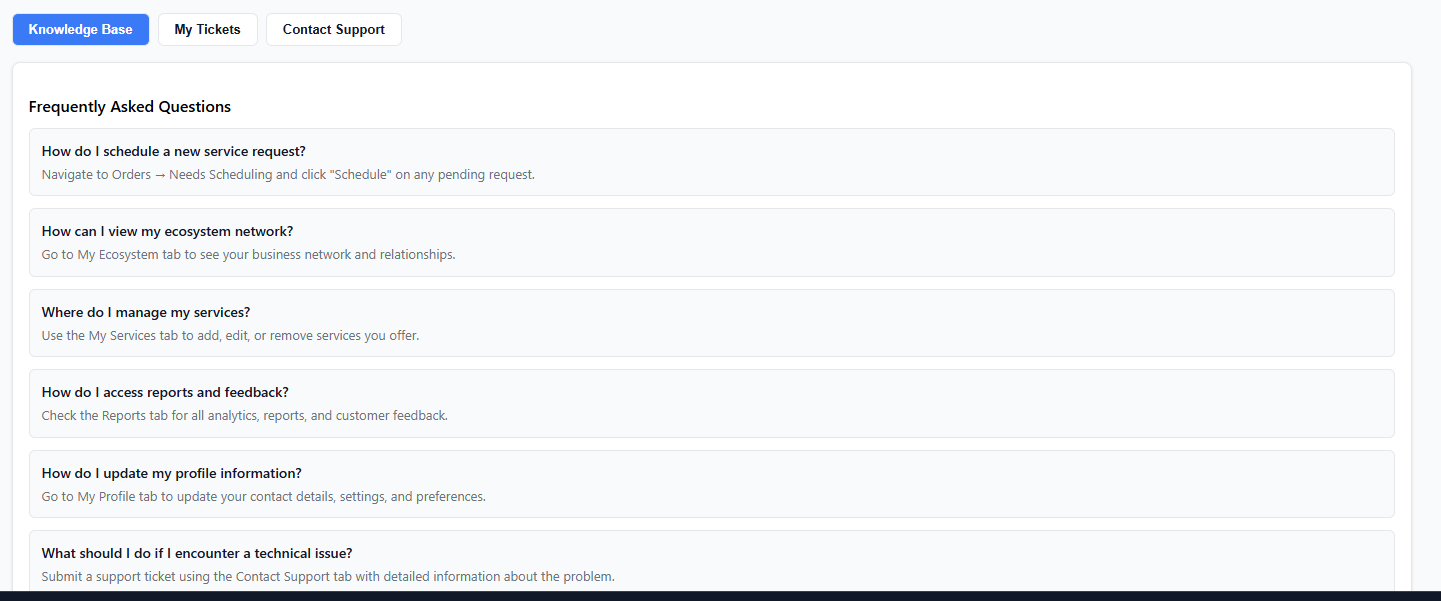 Knowledge Base
My Tickets
Contact Support
Frequently Asked Questions
How do I schedule a new service request?
Navigate to Orders → Needs Scheduling and click "Schedule" on any pending request.
How can I view my ecosystem network?
Go to My Ecosystem tab to see your business network and relationships.
Where do I manage my services?
Use the My Services tab to add, edit, or remove services you offer.
How do I access reports and feedback?
Check the Reports tab for all analytics, reports, and customer feedback.
How do I update my profile information?
Go to My Profile tab to update your contact details, settings, and preferences.
What should I do if I encounter a technical issue?
Submit a support ticket using the Contact Support tab with detailed information about the problem.